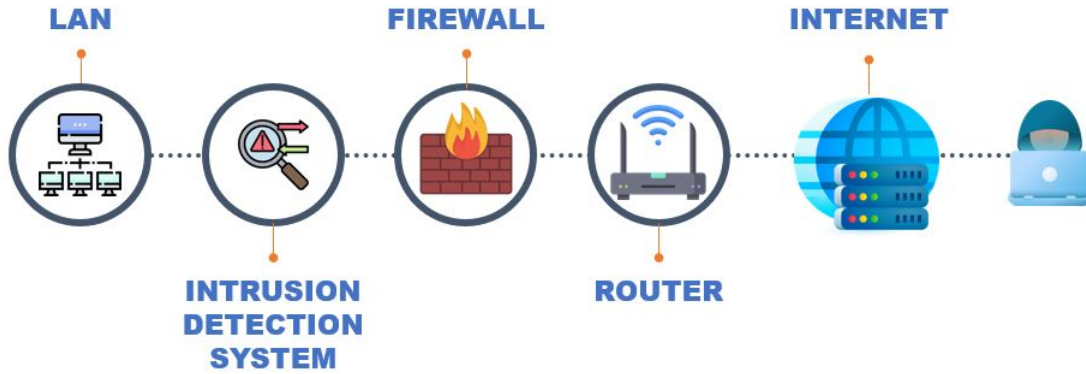 LAN
FIREWALL
INTERNET
INTRUSION
DETECTION
SYSTEM
ROUTER